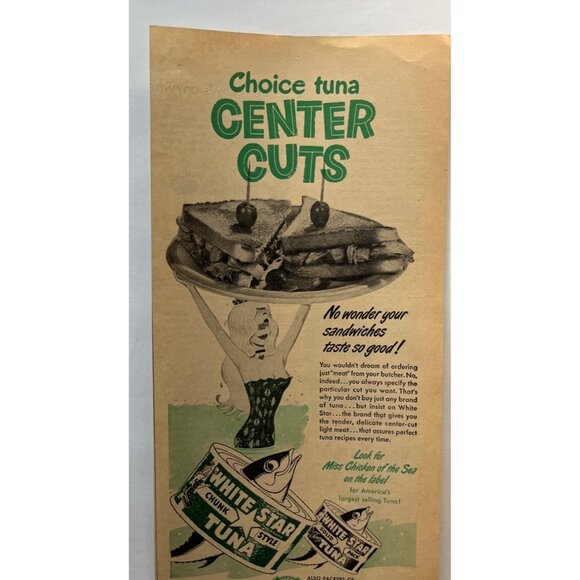 Choice tuna
CENTER
CUTS
No wonder your
sandwiches
taste so good!
You wouldn't dream of ordering
just "meat" from your butcher. No,
indeed...you always specify the
particular cut you want. That's
why you don't buy just any brand
of tuna...but insist on White
Star...the brand that gives you
the tender, delicate center-cut
light meat...that assures perfect
tuna recipes every time.
Look for
Miss Chicken of the Sea
on the label
for America's
largest selling Tuna!
WHITE STAR
CHUNK STYLE
TUNA
WHITE STAR
SOLID PACK
TUNA
ALSO PACKERS OF